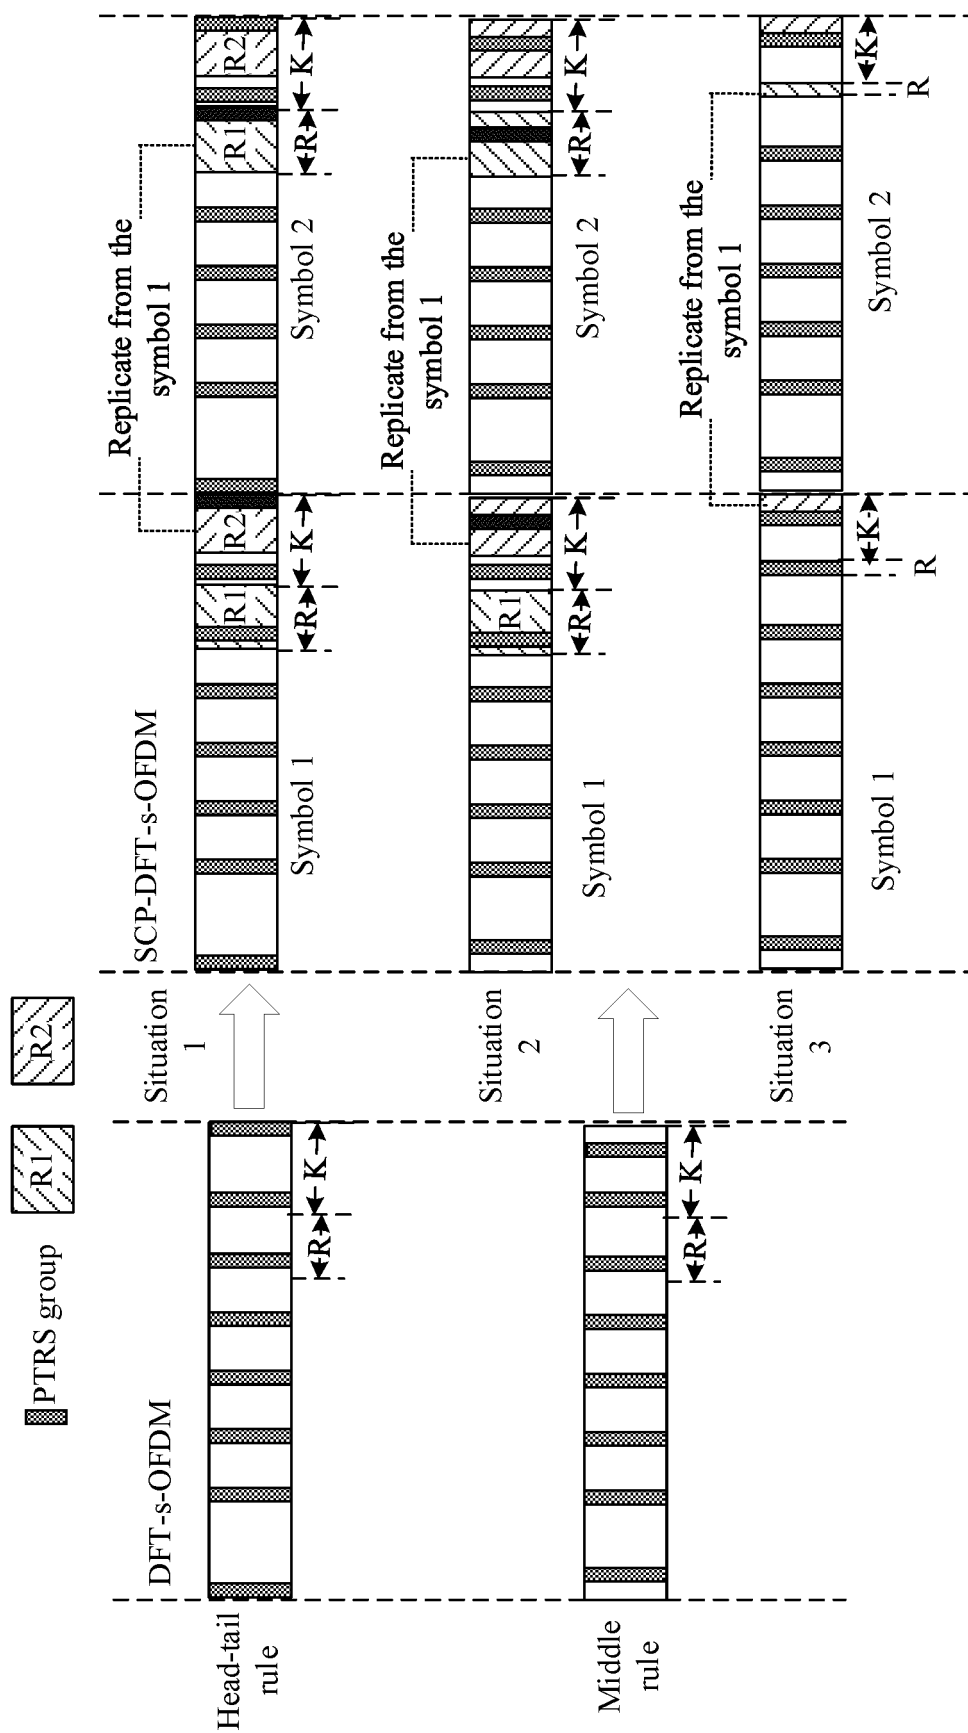 PTRS group
R1
R2
DFT-s-OFDM
SCP-DFT-s-OFDM
Head-tail
rule
R
K
Situation
1
R1
R2
R
K
Symbol 1
Replicate from the
symbol 1
R1
R2
R
K
Symbol 2
Middle
rule
R
K
Situation
2
R1
R
K
Symbol 1
Replicate from the
symbol 1
R
K
Symbol 2
Situation
3
K
R
Symbol 1
Replicate from the
symbol 1
K
R
Symbol 2